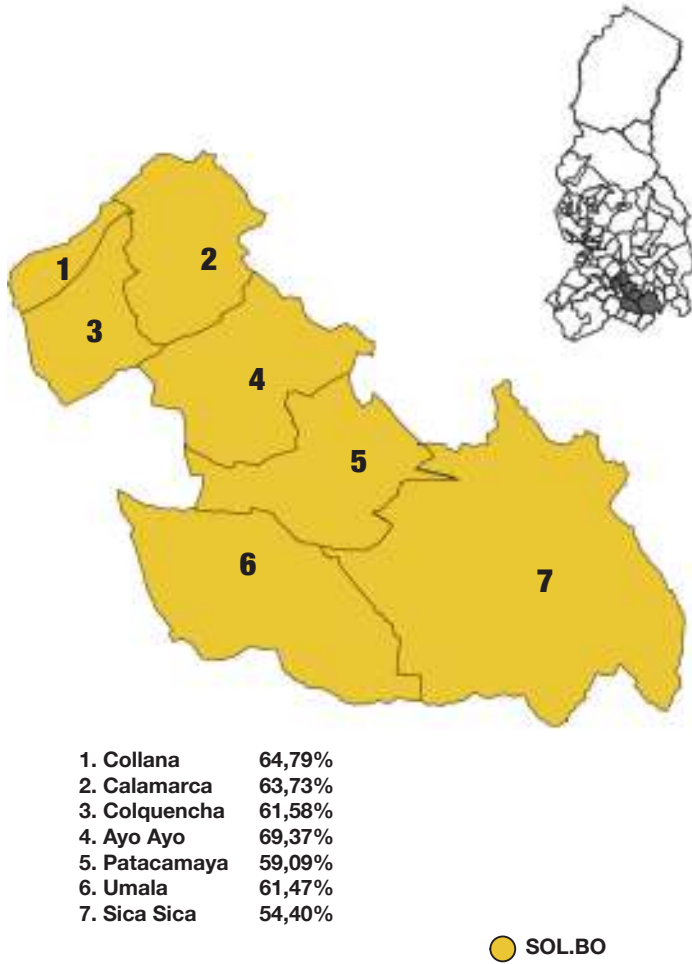 1
2
3
4
5
6
7
1. Collana 64,79%
2. Calamarca 63,73%
3. Colquencha 61,58%
4. Ayo Ayo 69,37%
5. Patacamaya 59,09%
6. Umala 61,47%
7. Sica Sica 54,40%
SOL.BO